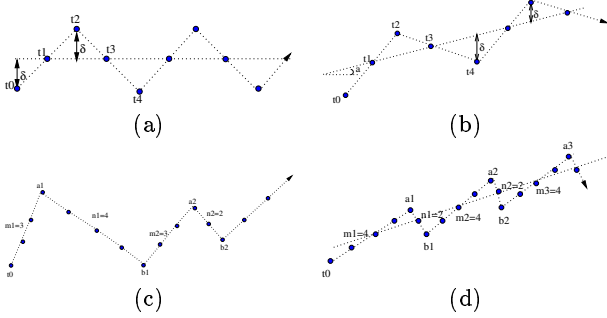 t2
t1
t3
δ
δ
t0
t4
(a)
t2
t1
t3
δ
δ
a
t4
t0
(b)
a1
a2
m1=3
n1=4
n2=2
m2=3
b2
t0
b1
(c)
a3
a2
n2=2
m3=4
a1
n1=2
m2=4
b2
m1=4
b1
t0
(d)